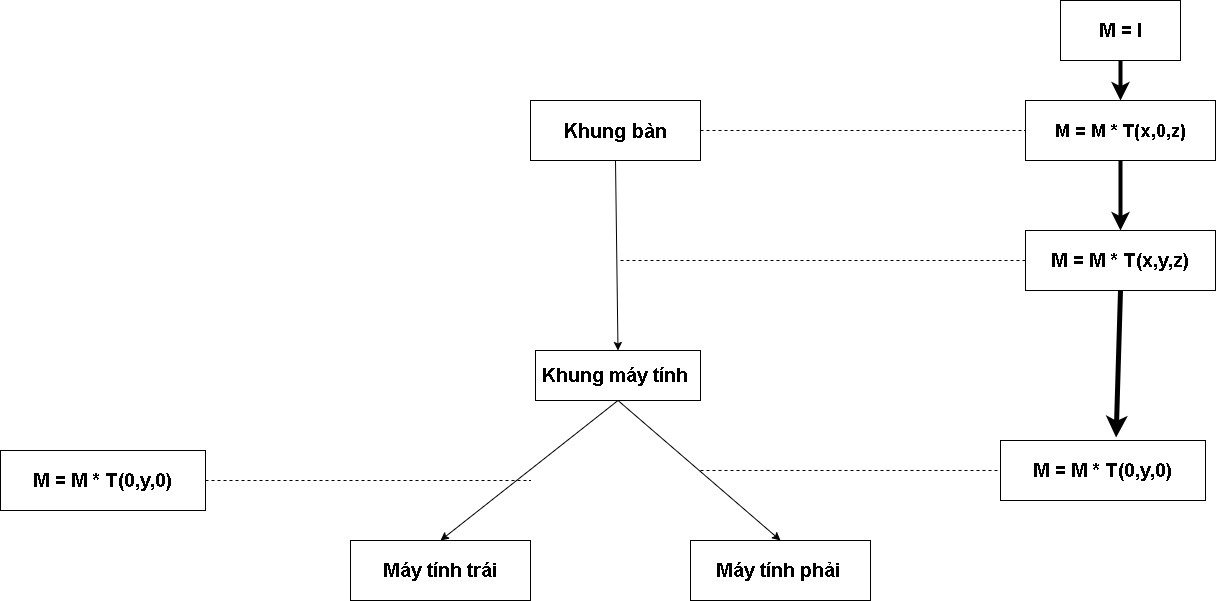 M = I
Khung bàn
M = M * T(x,0,z)
M = M * T(x,y,z)
Khung máy tính
M = M * T(0,y,0)
M = M * T(0,y,0)
Máy tính trái
Máy tính phải